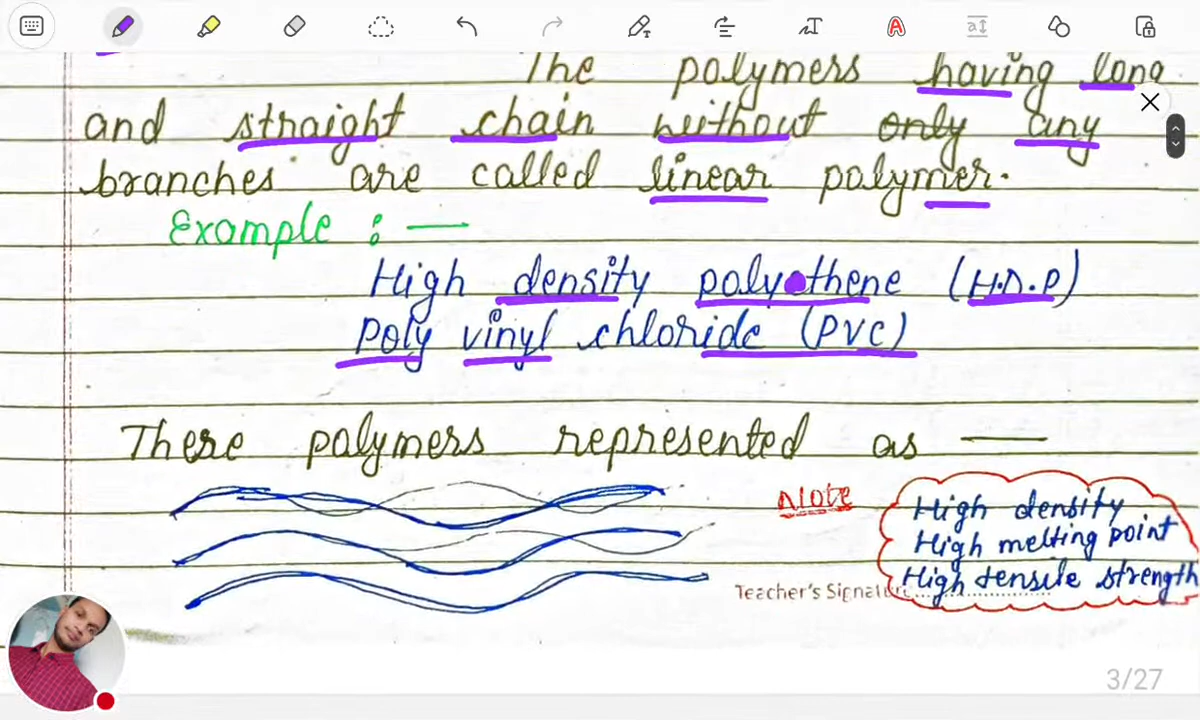 The polymers having long
and straight chain without only any
branches are called linear polymer.
Example : —
High density polyethene (H.D.P)
Poly vinyl chloride (PVC)
There polymers represented as —
Note
High density
High melting point
High tensile strength
Teacher's Signature
3/27